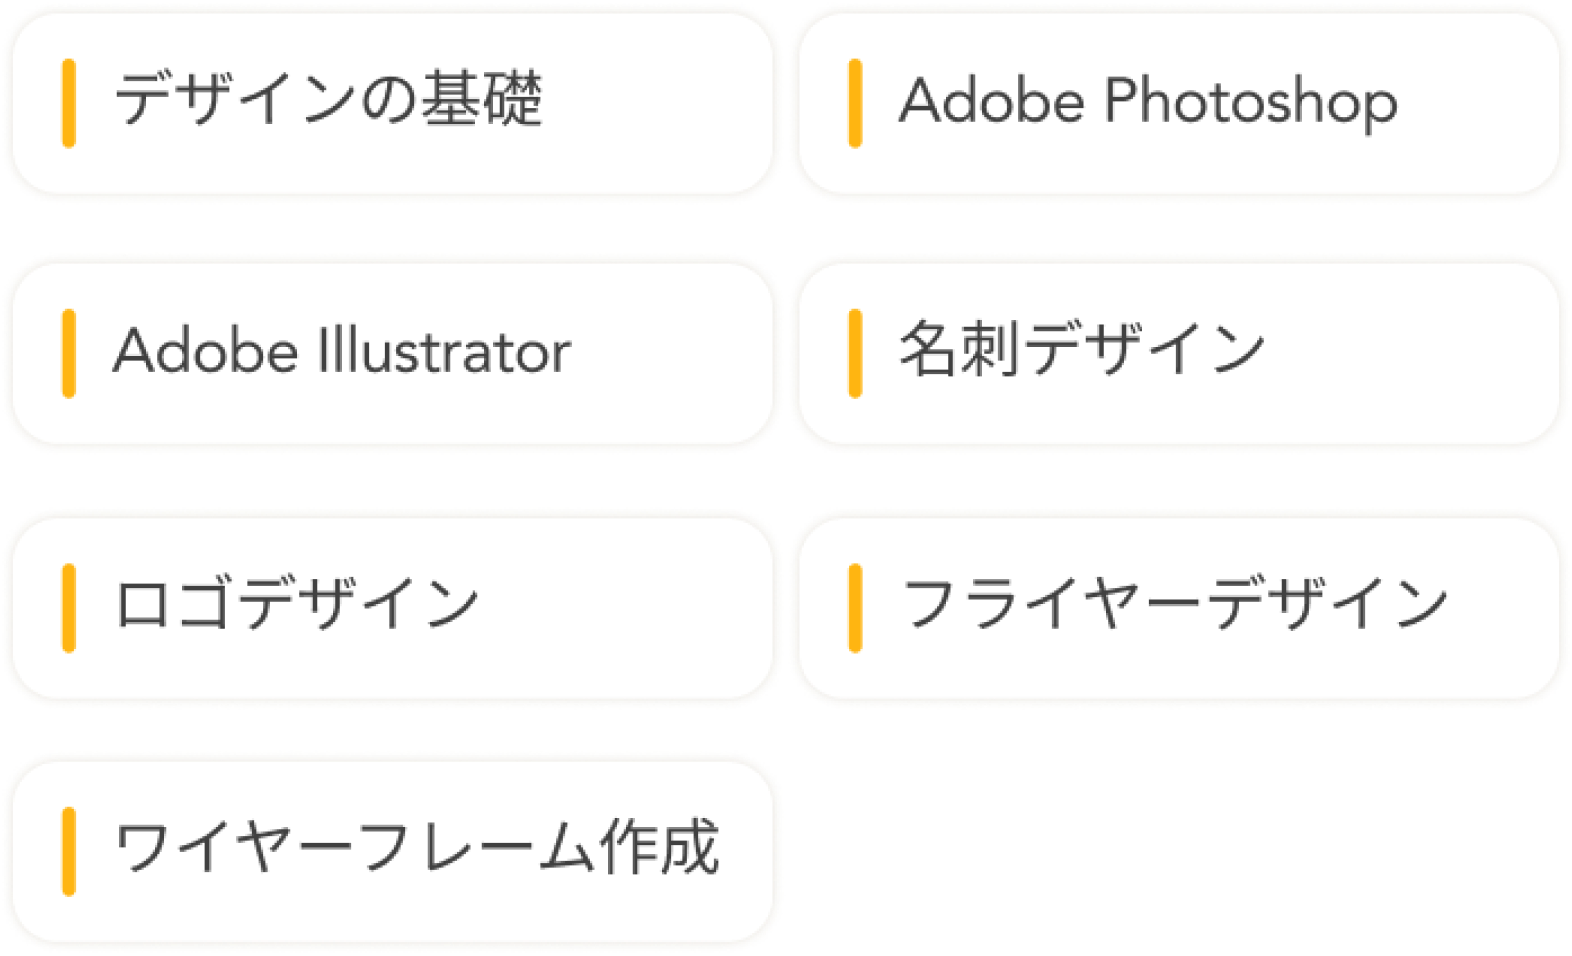 デザインの基礎
Adobe Photoshop
Adobe Illustrator
名刺デザイン
ロゴデザイン
フライヤーデザイン
ワイヤーフレーム作成